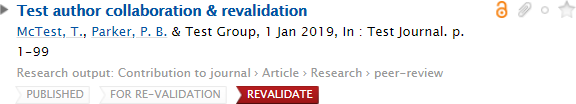 Test author collaboration & revalidation
McTest, T., Parker, P. B. & Test Group, 1 Jan 2019, In : Test Journal. p.
1-99
Research output: Contribution to journal › Article › Research › peer-review
PUBLISHED FOR RE-VALIDATION REVALIDATE